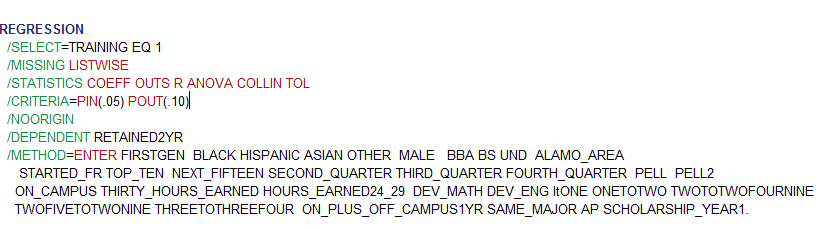 REGRESSION
/SELECT=TRAINING EQ 1
/MISSING LISTWISE
/STATISTICS COEFF OUTS R ANOVA COLLIN TOL
/CRITERIA=PIN(.05) POUT(.10)
/NOORIGIN
/DEPENDENT RETAINED2YR
/METHOD=ENTER FIRSTGEN BLACK HISPANIC ASIAN OTHER MALE BBA BS UND ALAMO_AREA
STARTED_FR TOP_TEN NEXT_FIFTEEN SECOND_QUARTER THIRD_QUARTER FOURTH_QUARTER PELL PELL2
ON_CAMPUS THIRTY_HOURS_EARNED HOURS_EARNED24_29 DEV_MATH DEV_ENG ltONE ONETOTWO TWOTOTWOFOURNINE
TWOFIVETOTWONINE THREETOTHREEFOUR ON_PLUS_OFF_CAMPUS1YR SAME_MAJOR AP SCHOLARSHIP_YEAR1.